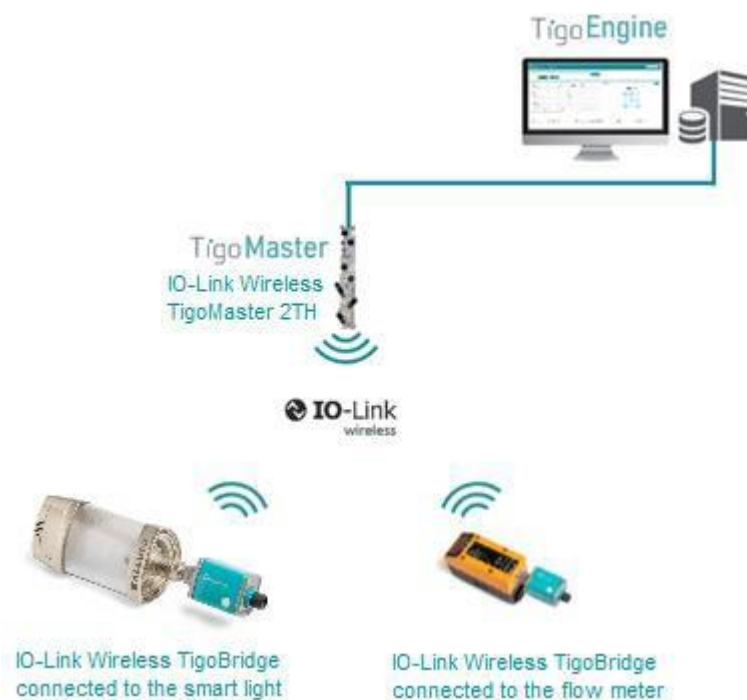 TigoEngine
TigoMaster
IO-Link Wireless
TigoMaster 2TH
IO-Link
wireless
IO-Link Wireless TigoBridge
connected to the smart light
IO-Link Wireless TigoBridge
connected to the flow meter